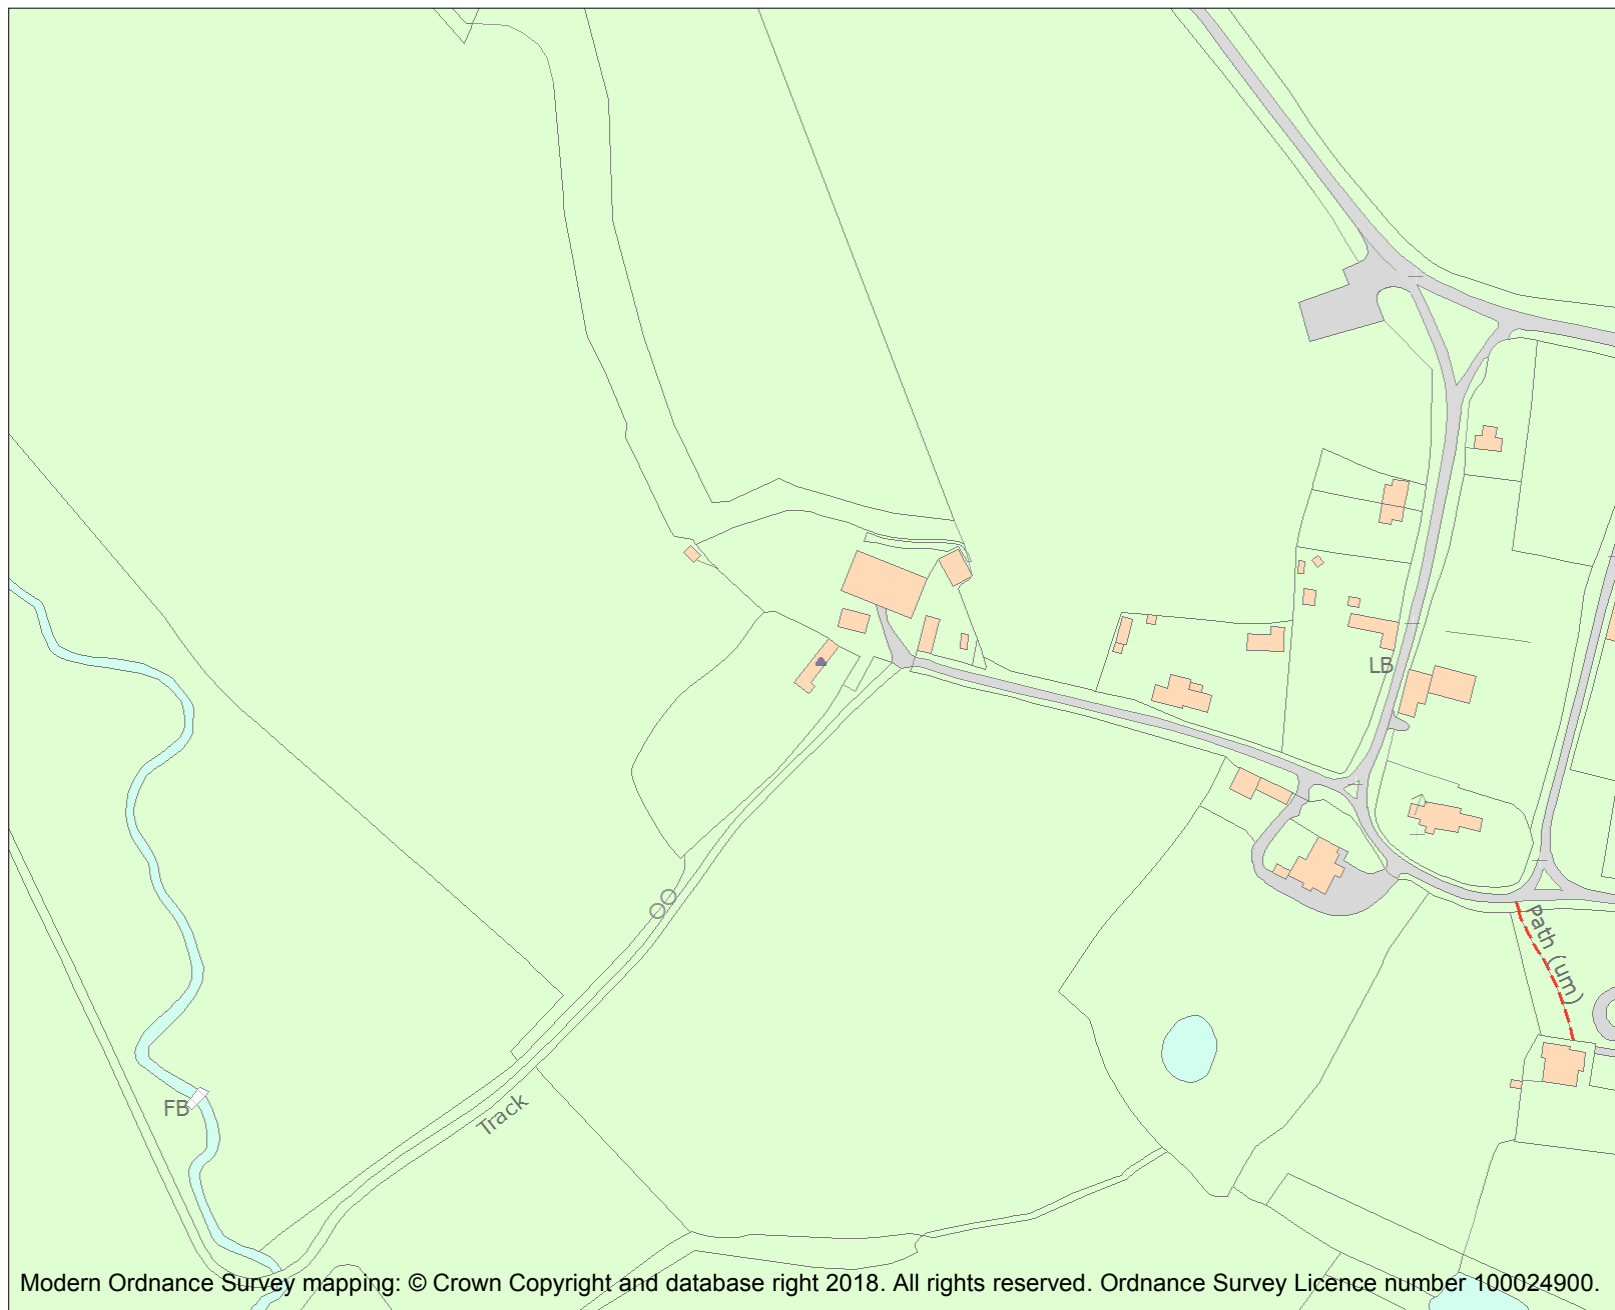 LB
Path (um)
FB
Track
Modern Ordnance Survey mapping: © Crown Copyright and database right 2018. All rights reserved. Ordnance Survey Licence number 100024900.